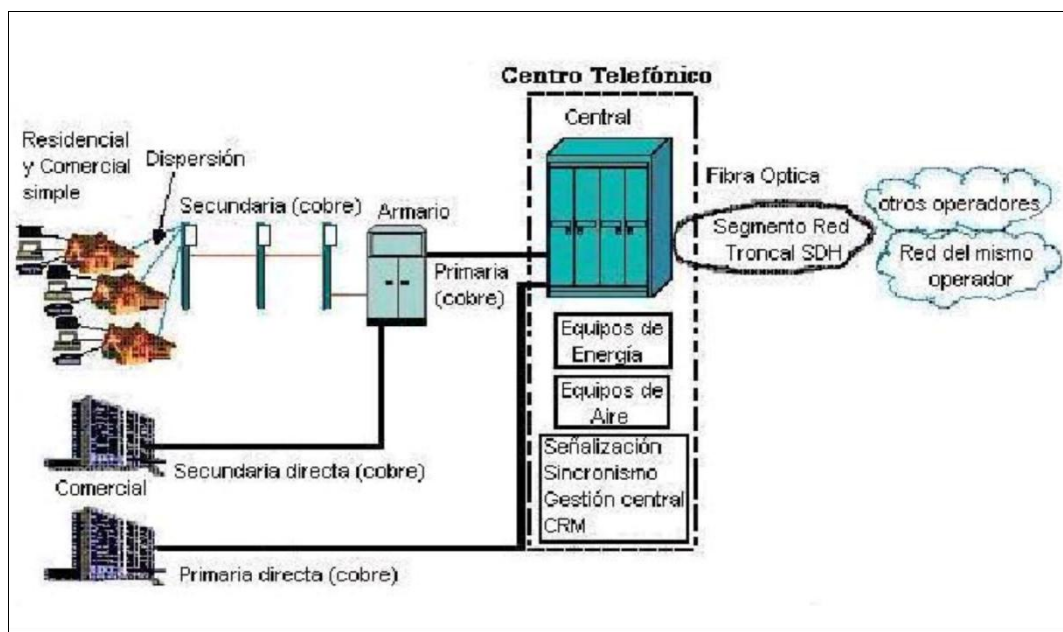 Centro Telefónico
Central
Residencial
y Comercial
simple
Dispersión
Secundaria (cobre)
Armario
Primaria
(cobre)
Fibra Optica
Segmento Red
Troncal SDH
otros operadores
Red del mismo
operador
Equipos de
Energía
Equipos de
Aire
Señalización
Sincronismo
Gestión central
CRM
Secundaria directa (cobre)
Comercial
Primaria directa (cobre)